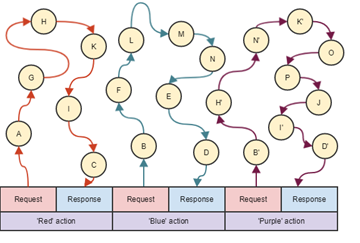 H
K
G
I
A
C
L
M
N
F
E
B
D
N'
K'
O
P
H'
J
I'
B'
D'
Request Response Request Response Request Response
'Red' action 'Blue' action 'Purple' action